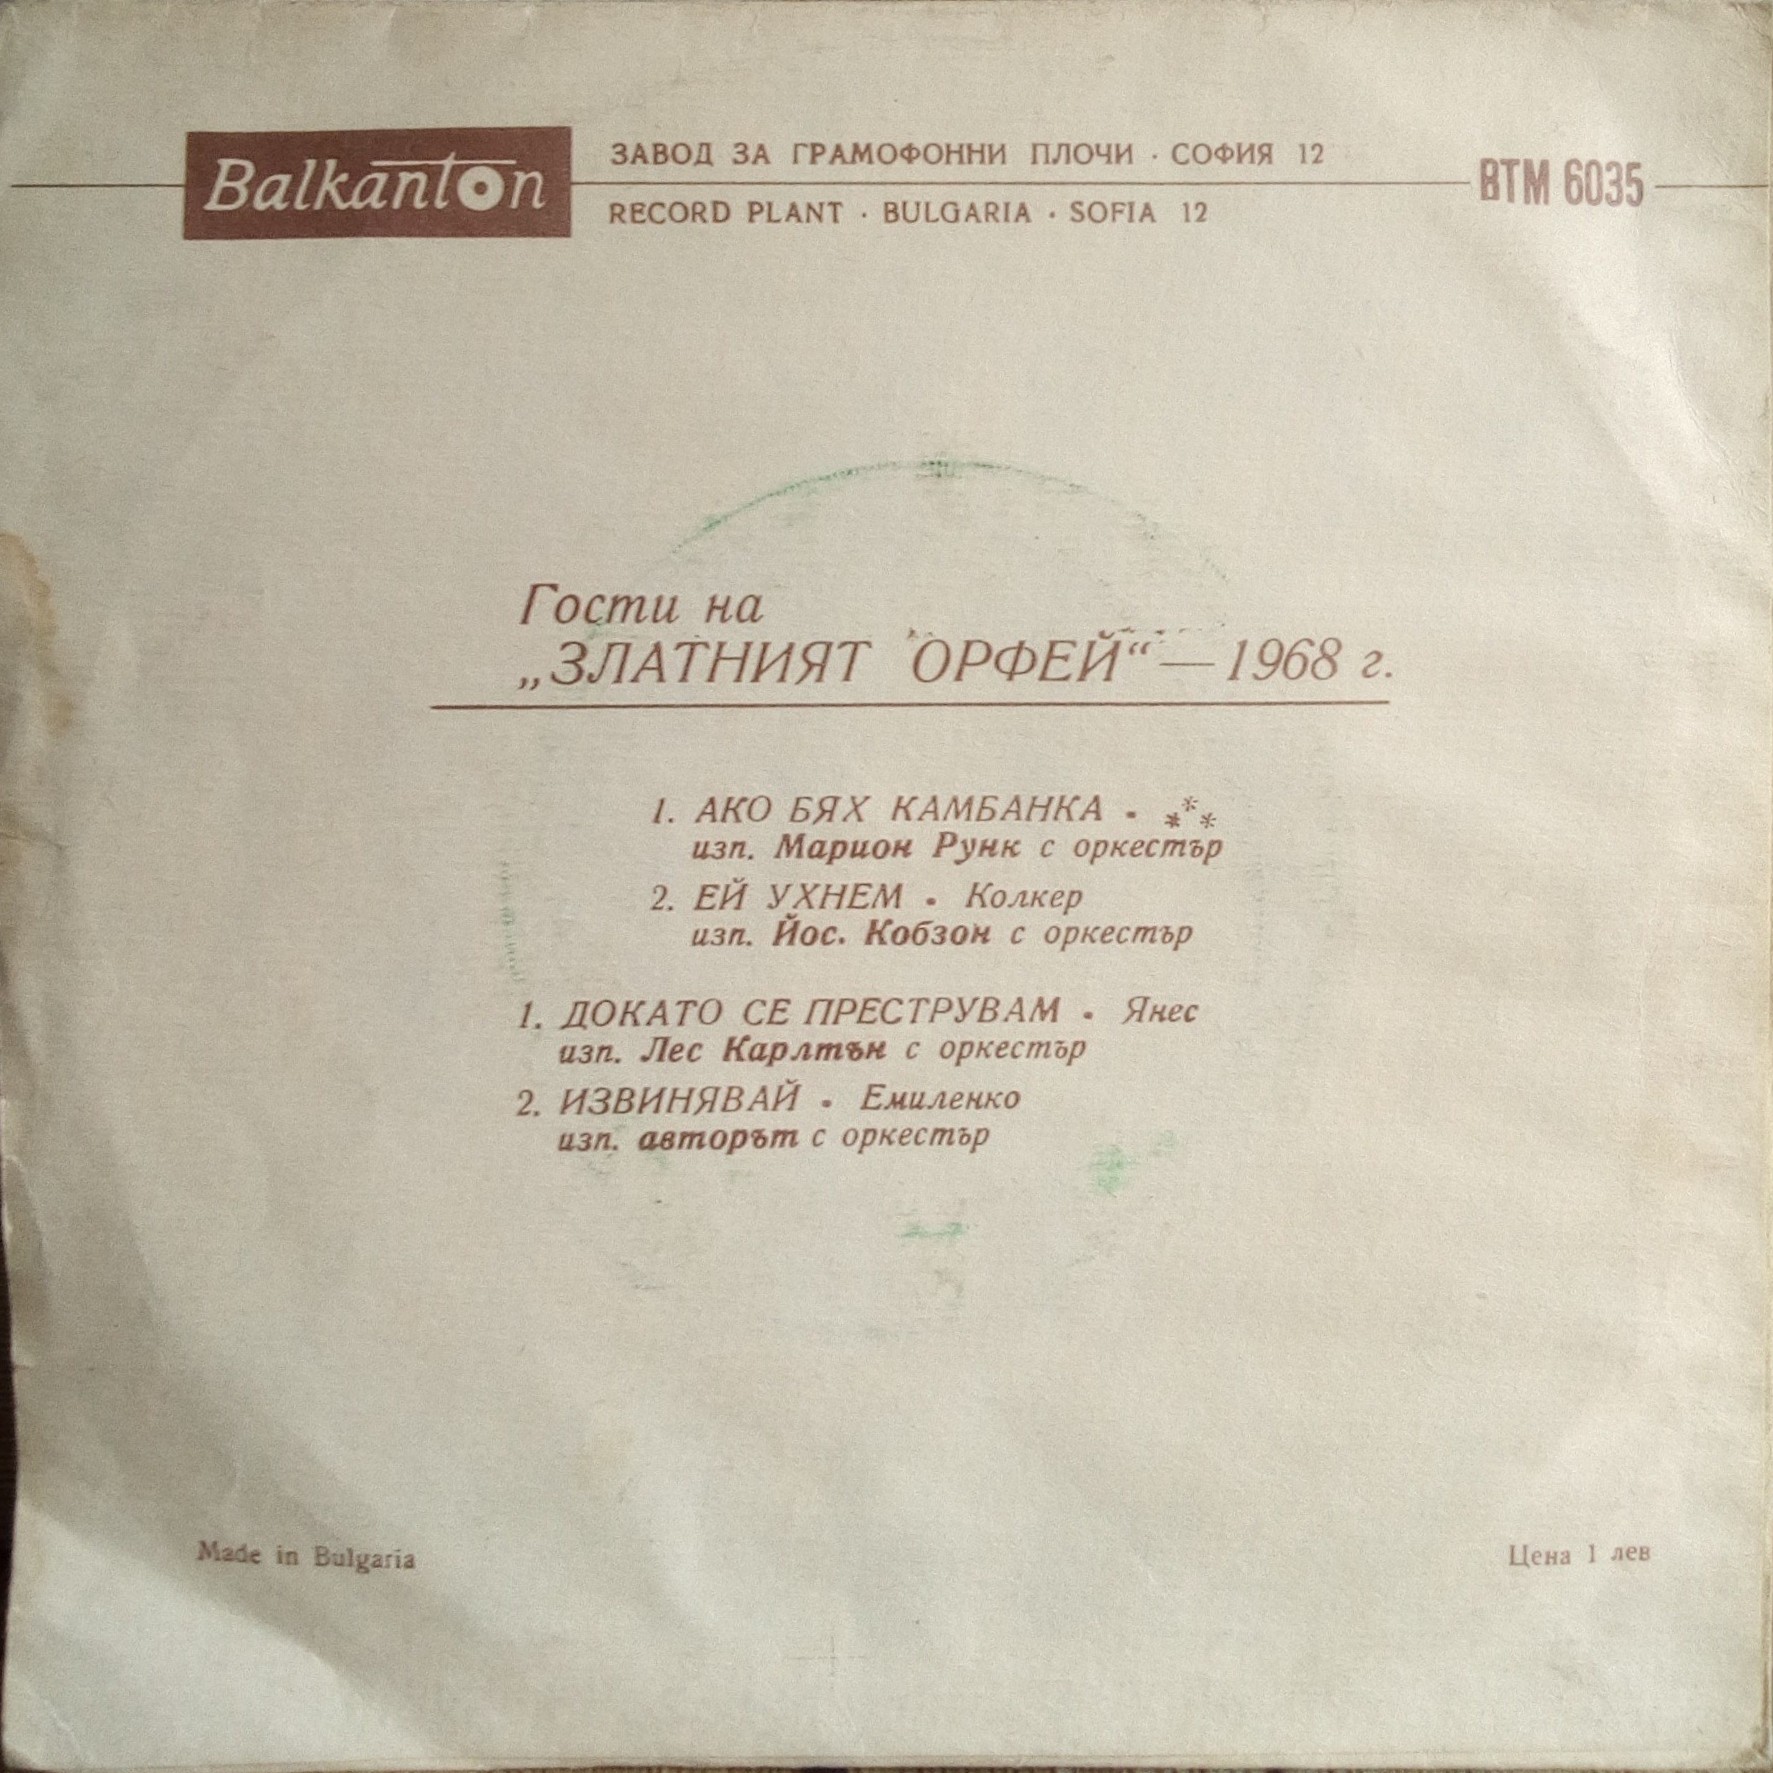 Balkanton
ЗАВОД ЗА ГРАМОФОННИ ПЛОЧИ · СОФИЯ 12
RECORD PLANT · BULGARIA · SOFIA 12
ВТМ 6035
Гости на
„ЗЛАТНИЯТ ОРФЕЙ“ — 1968 г.
1. АКО БЯХ КАМБАНКА • ***
изп. Марион Рунк с оркестър
2. ЕЙ УХНЕМ • Колкер
изп. Йос. Кобзон с оркестър
1. ДОКАТО СЕ ПРЕСТРУВАМ • Янес
изп. Лес Карлтън с оркестър
2. ИЗВИНЯВАЙ • Емиленко
изп. авторът с оркестър
Made in Bulgaria
Цена 1 лев